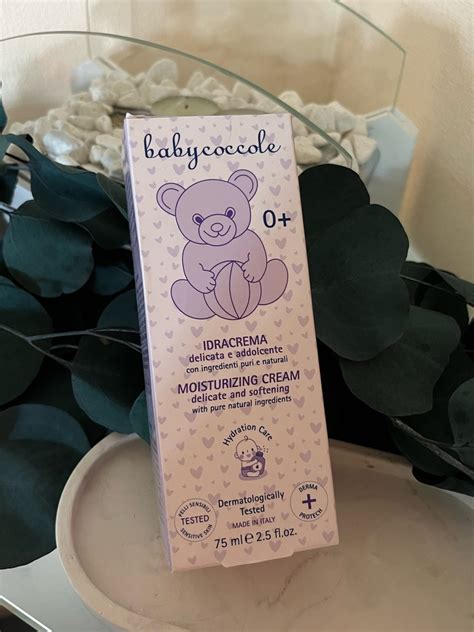 babycoccole
0+
IDRACREMA
delicata e addolcente
con ingredienti puri e naturali
MOISTURIZING CREAM
delicate and softening
with pure natural ingredients
Hydration Care
PELLI SENSIBILI
TESTED
SENSITIVE SKIN
Dermatologically
Tested
MADE IN ITALY
DERMA
PROTECH
75 ml ℮ 2.5 fl.oz.